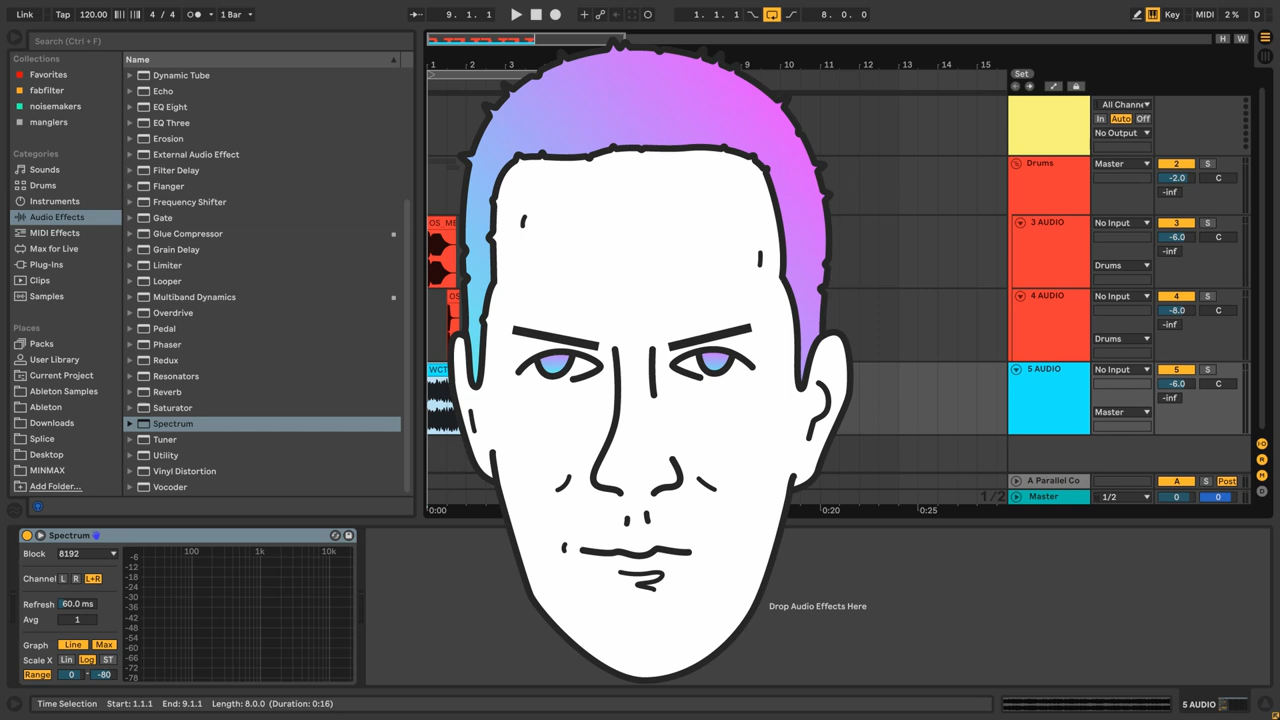 Link Tap 120.00 4 / 4 1 Bar 9. 1. 1 1. 1. 1 8. 0. 0 Key MIDI 2 % D
Search (Ctrl + F)
Collections
Favorites
fabfilter
noisemakers
manglers
Categories
Sounds
Drums
Instruments
Audio Effects
MIDI Effects
Max for Live
Plug-Ins
Clips
Samples
Places
Packs
User Library
Current Project
Ableton Samples
Ableton
Downloads
Splice
Desktop
MINMAX
Add Folder...
Name
Dynamic Tube
Echo
EQ Eight
EQ Three
Erosion
External Audio Effect
Filter Delay
Flanger
Frequency Shifter
Gate
Glue Compressor
Grain Delay
Limiter
Looper
Multiband Dynamics
Overdrive
Pedal
Phaser
Redux
Resonators
Reverb
Saturator
Spectrum
Tuner
Utility
Vinyl Distortion
Vocoder
H W
1 2 3 9 10 11 12 13 14 15
Set
OS ME
OS
WCT
All Channe
In Auto Off
No Output
Drums Master 2 S
-2.0 C
-inf
3 AUDIO No Input 3 S
-6.0 C
-inf
Drums
4 AUDIO No Input 4 S
-8.0 C
-inf
Drums
5 AUDIO No Input 5 S
-6.0 C
-inf
Master
A Parallel Co A S Post
1/2 Master 1/2 0 0
0:00 0:20 0:25
I·O
R
M
D
Spectrum
Block 8192
Channel L R L+R
Refresh 60.0 ms
Avg 1
Graph Line Max
Scale X Lin Log ST
Range 0 - -80
100 1k 10k
-6
-12
-18
-24
-30
-36
-42
-48
-54
-60
-66
-72
-78
Drop Audio Effects Here
Time Selection Start: 1.1.1 End: 9.1.1 Length: 8.0.0 (Duration: 0:16)
5 AUDIO